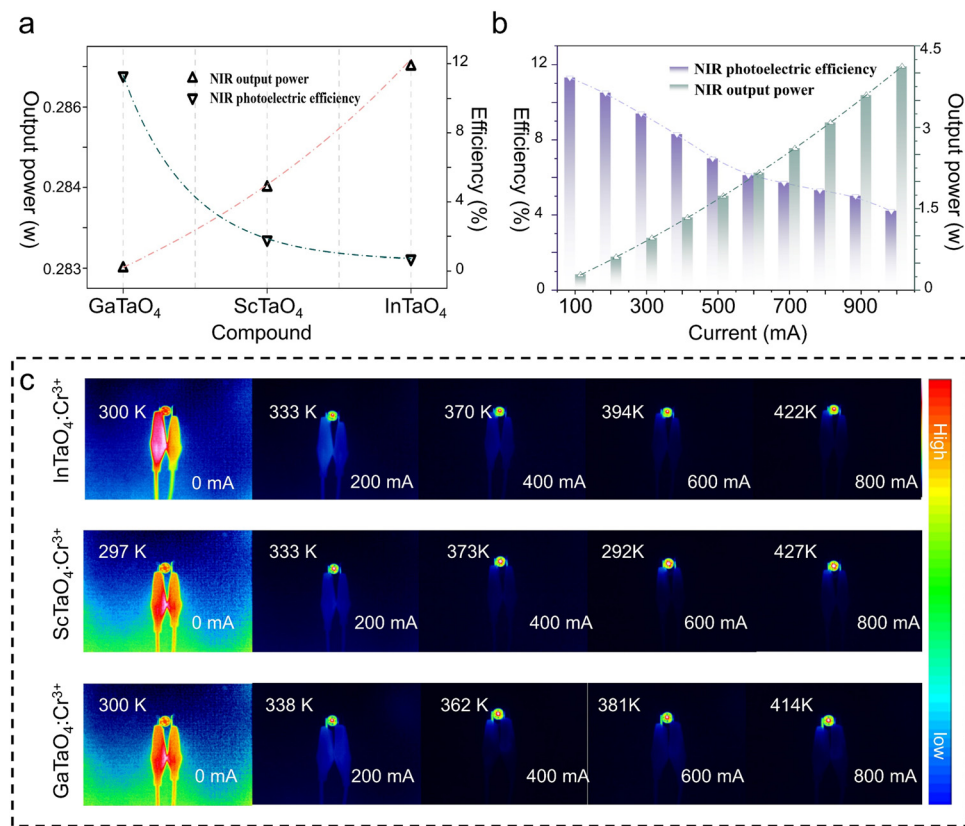 a
Output power (w)
0.286
0.284
0.283
NIR output power
NIR photoelectric efficiency
12
8
4
0
Efficiency (%)
GaTaO₄
ScTaO₄
InTaO₄
Compound
b
Efficiency (%)
12
8
4
0
NIR photoelectric efficiency
NIR output power
4.5
3
1.5
0
Output power (w)
100
300
500
700
900
Current (mA)
c
InTaO₄:Cr³⁺
300 K
0 mA
333 K
200 mA
370 K
400 mA
394K
600 mA
422K
800 mA
ScTaO₄:Cr³⁺
297 K
0 mA
333 K
200 mA
373K
400 mA
292K
600 mA
427K
800 mA
GaTaO₄:Cr³⁺
300 K
0 mA
338 K
200 mA
362 K
400 mA
381K
600 mA
414K
800 mA
High
low